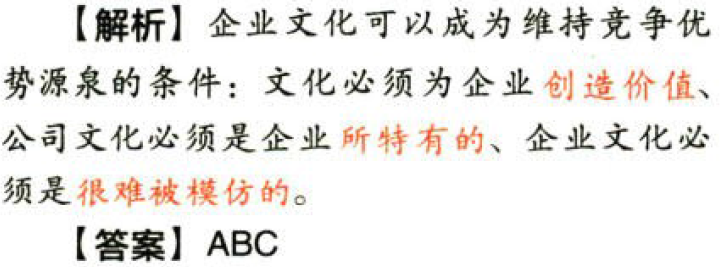 【解析】企业文化可以成为维持竞争优
势源泉的条件：文化必须为企业创造价值、
公司文化必须是企业所特有的、企业文化必
须是很难被模仿的。
【答案】ABC